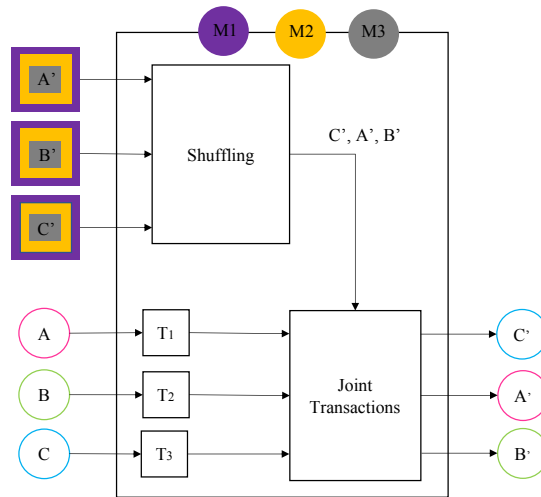 M1 M2 M3
A’
B’
C’
Shuffling
C’, A’, B’
A
T1
B
T2
C
T3
Joint
Transactions
C’
A’
B’